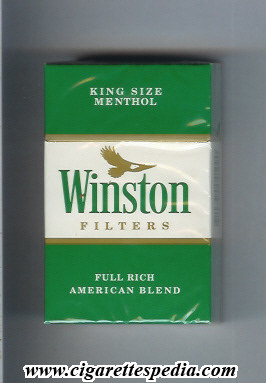 KING SIZE
MENTHOL
Winston
FILTERS
FULL RICH
AMERICAN BLEND
www.cigarettespedia.com